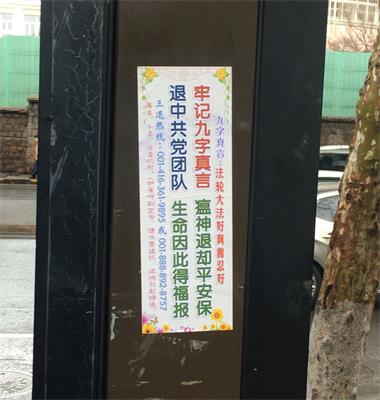 九字真言:法轮大法好真善忍好
牢记九字真言 瘟神退却平安保
退中共党团队 生命因此得福报
三退热线:001-416-361-9895 或 001-888-892-8757